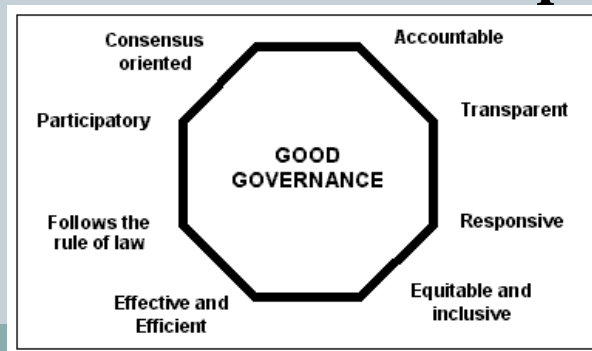 Consensus
oriented
Accountable
Participatory
Transparent
GOOD
GOVERNANCE
Follows the
rule of law
Responsive
Effective and
Efficient
Equitable and
inclusive